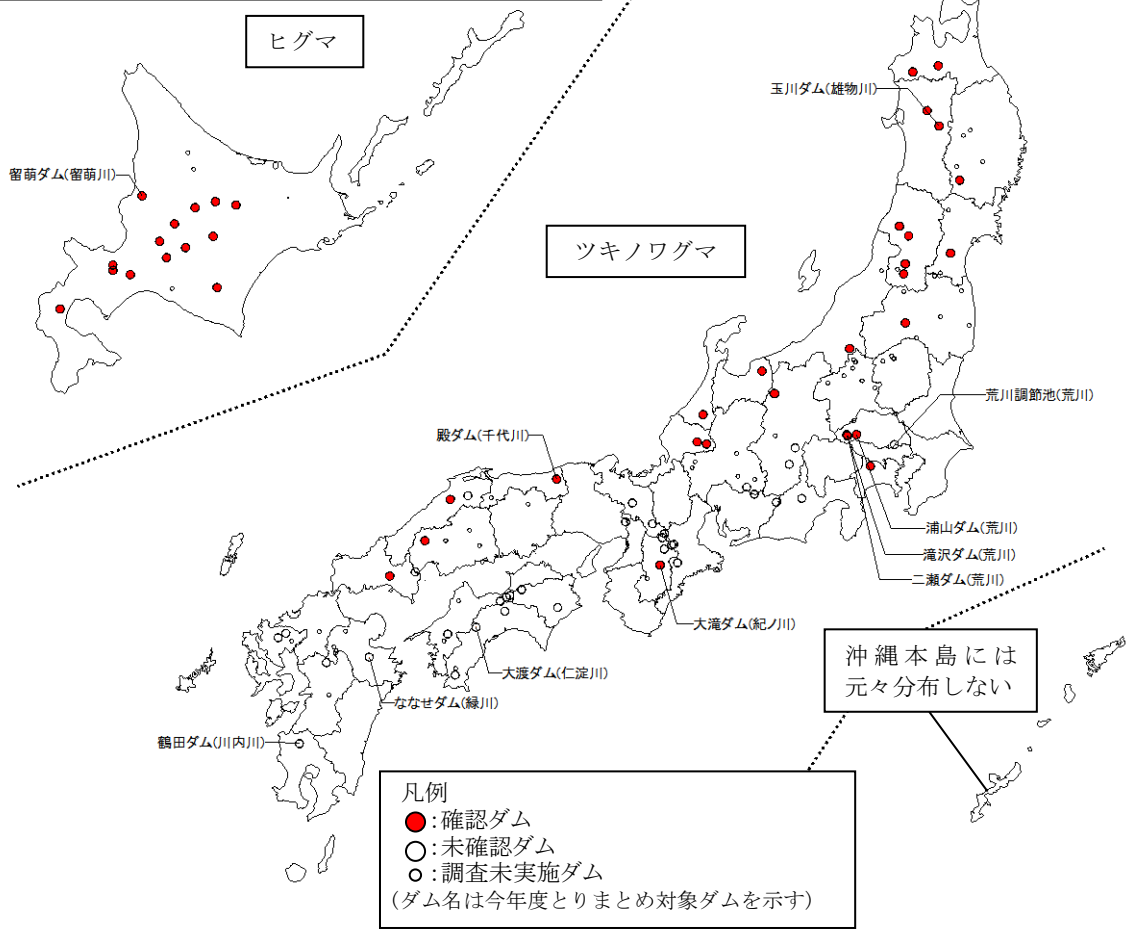 ヒグマ
玉川ダム(雄物川)
留萌ダム(留萌川)
ツキノワグマ
荒川調節池(荒川)
殿ダム(千代川)
浦山ダム(荒川)
滝沢ダム(荒川)
二瀬ダム(荒川)
大滝ダム(紀ノ川)
沖縄本島には
元々分布しない
大渡ダム(仁淀川)
ななせダム(緑川)
鶴田ダム(川内川)
凡例
:確認ダム
:未確認ダム
:調査未実施ダム
(ダム名は今年度とりまとめ対象ダムを示す)